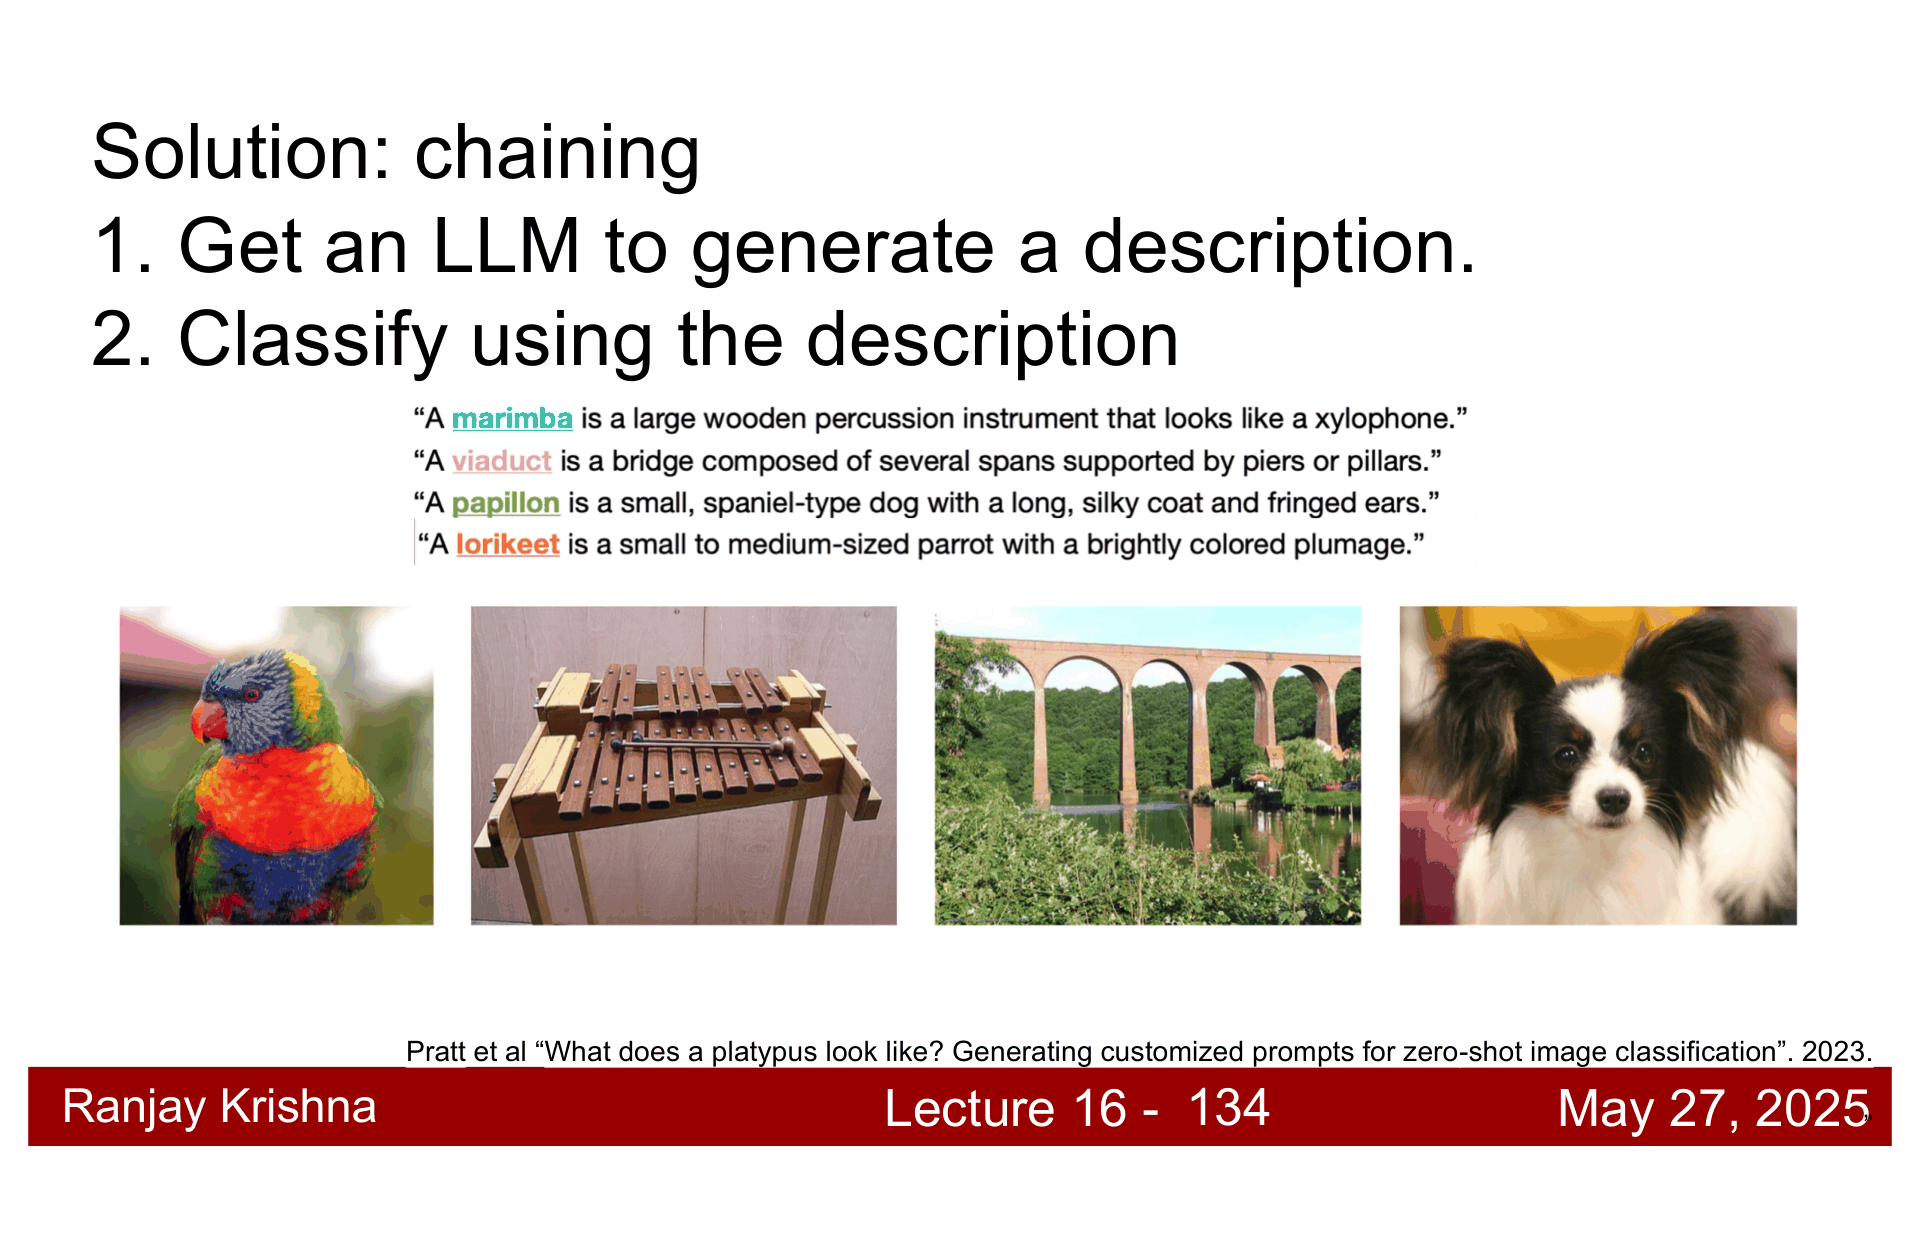 Solution: chaining
1. Get an LLM to generate a description.
2. Classify using the description
“A marimba is a large wooden percussion instrument that looks like a xylophone.”
“A viaduct is a bridge composed of several spans supported by piers or pillars.”
“A papillon is a small, spaniel-type dog with a long, silky coat and fringed ears.”
“A lorikeet is a small to medium-sized parrot with a brightly colored plumage.”
Pratt et al “What does a platypus look like? Generating customized prompts for zero-shot image classification”. 2023.
Ranjay Krishna
Lecture 16 - 134
May 27, 2025
”